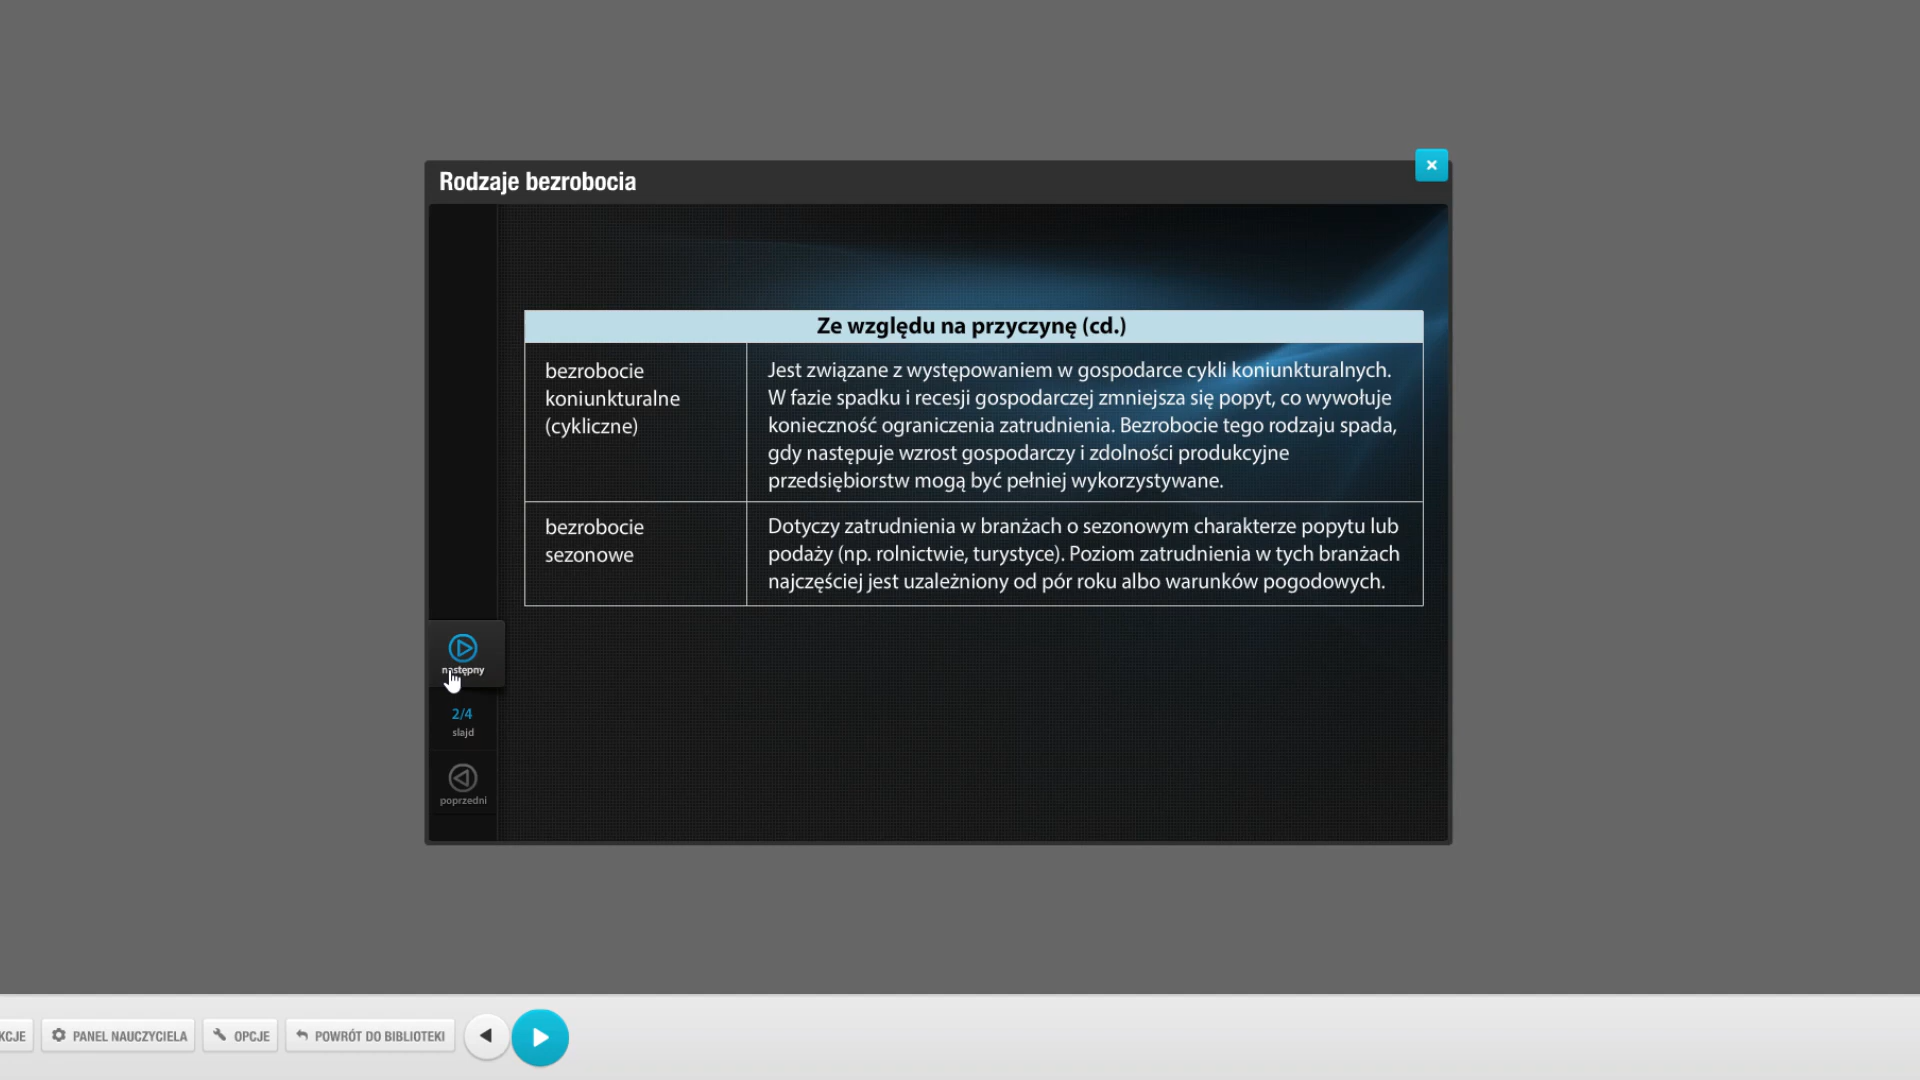 Rodzaje bezrobocia
Ze względu na przyczynę (cd.)
bezrobocie
koniunkturalne
(cykliczne)
Jest związane z występowaniem w gospodarce cykli koniunkturalnych.
W fazie spadku i recesji gospodarczej zmniejsza się popyt, co wywołuje
konieczność ograniczenia zatrudnienia. Bezrobocie tego rodzaju spada,
gdy następuje wzrost gospodarczy i zdolności produkcyjne
przedsiębiorstw mogą być pełniej wykorzystywane.
bezrobocie
sezonowe
Dotyczy zatrudnienia w branżach o sezonowym charakterze popytu lub
podaży (np. rolnictwie, turystyce). Poziom zatrudnienia w tych branżach
najczęściej jest uzależniony od pór roku albo warunków pogodowych.
następny
2/4
slajd
poprzedni
KCJE
PANEL NAUCZYCIELA
OPCJE
POWRÓT DO BIBLIOTEKI